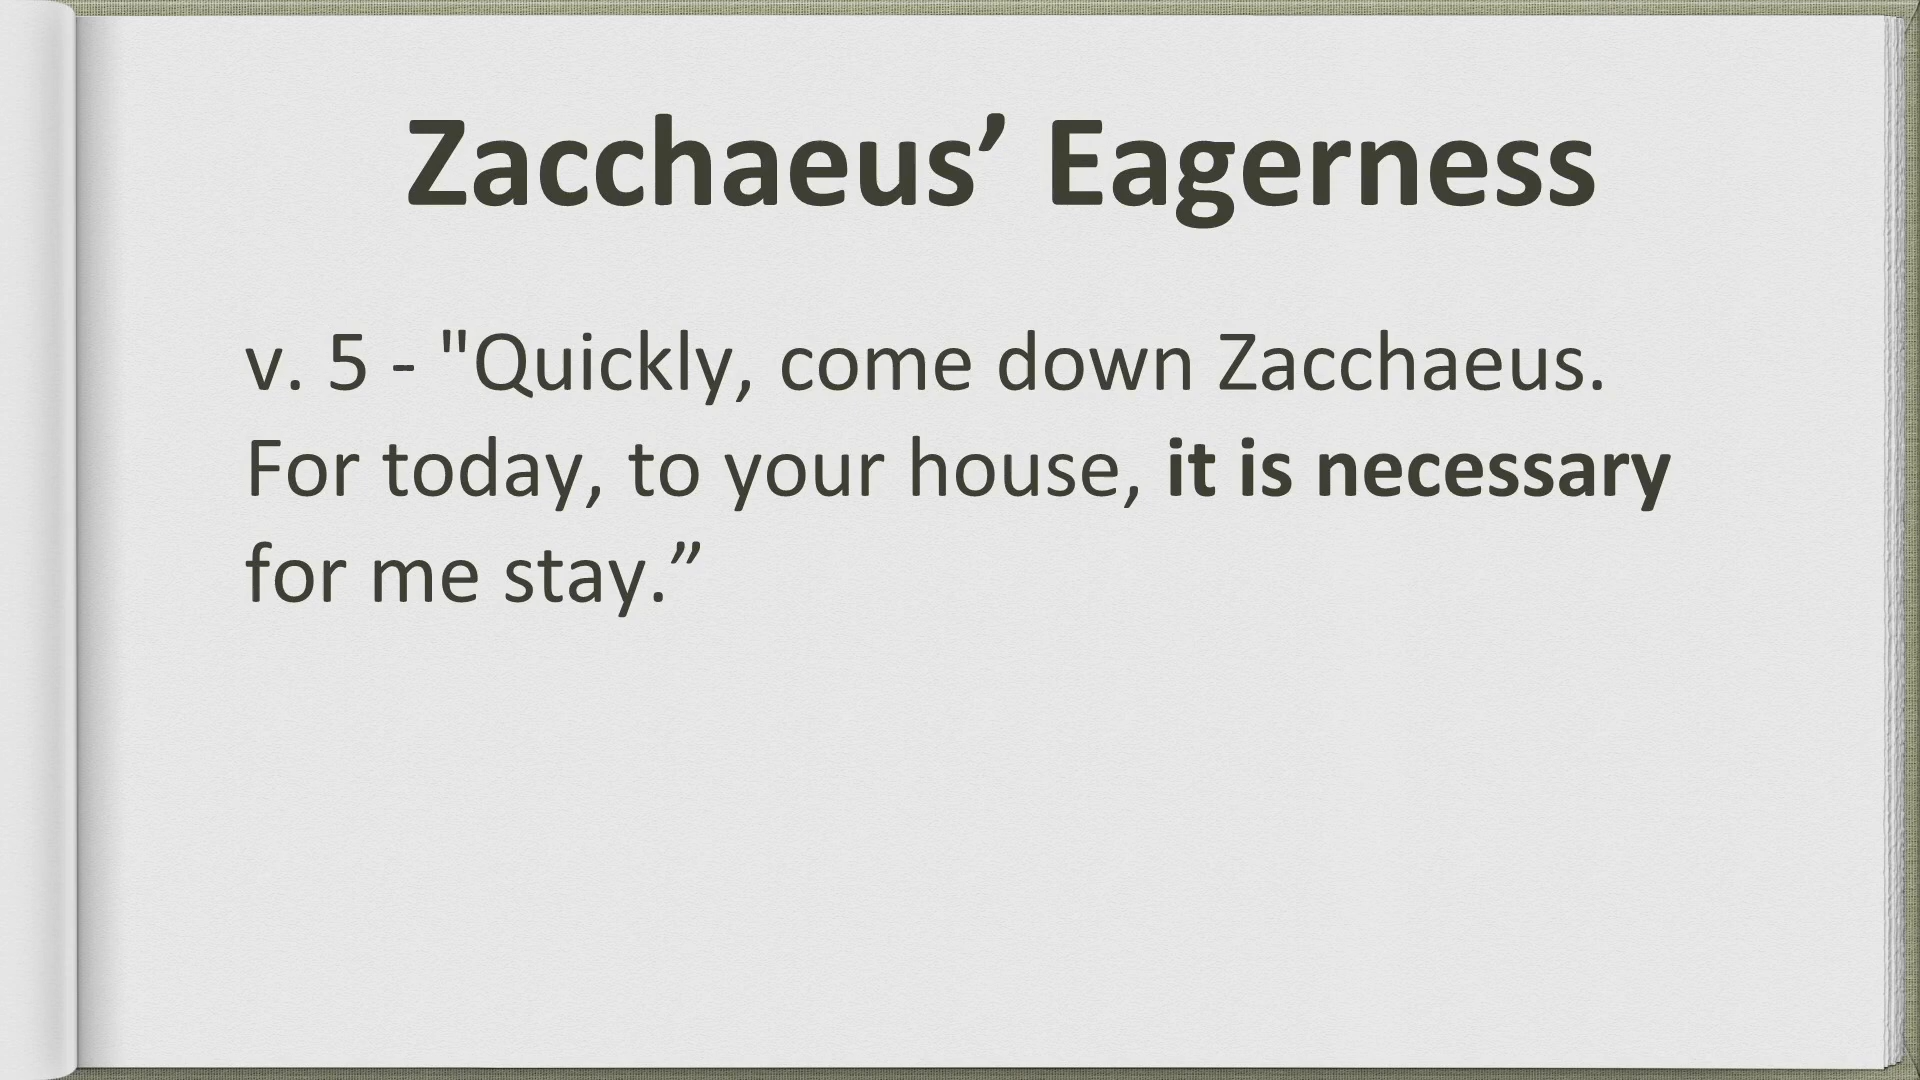 Zacchaeus’ Eagerness
v. 5 - "Quickly, come down Zacchaeus.
For today, to your house, it is necessary
for me stay.”